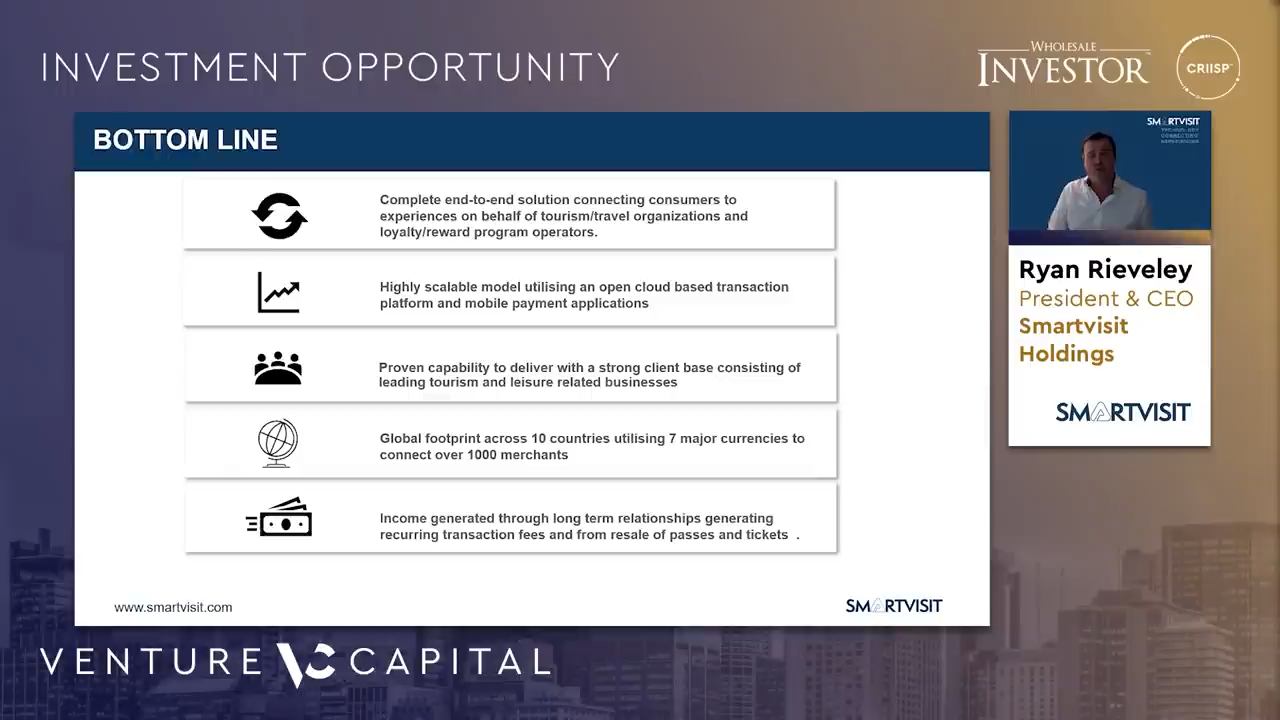 INVESTMENT OPPORTUNITY
WHOLESALE
INVESTOR
CRIISP
BOTTOM LINE
Complete end-to-end solution connecting consumers to
experiences on behalf of tourism/travel organizations and
loyalty/reward program operators.
Highly scalable model utilising an open cloud based transaction
platform and mobile payment applications
Proven capability to deliver with a strong client base consisting of
leading tourism and leisure related businesses
Global footprint across 10 countries utilising 7 major currencies to
connect over 1000 merchants
Income generated through long term relationships generating
recurring transaction fees and from resale of passes and tickets .
www.smartvisit.com
SMARTVISIT
SMARTVISIT
Ryan Rieveley
President & CEO
Smartvisit
Holdings
SMARTVISIT
VENTURE VC CAPITAL